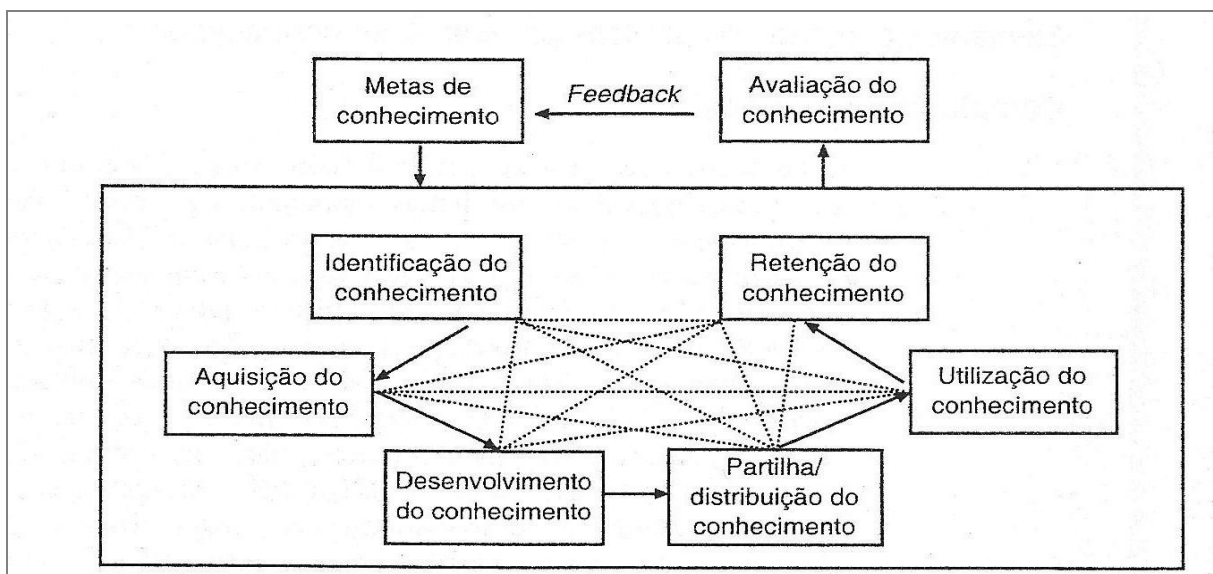 Metas de
conhecimento
Feedback
Avaliação do
conhecimento
Identificação do
conhecimento
Retenção do
conhecimento
Aquisição do
conhecimento
Utilização do
conhecimento
Desenvolvimento
do conhecimento
Partilha/
distribuição do
conhecimento